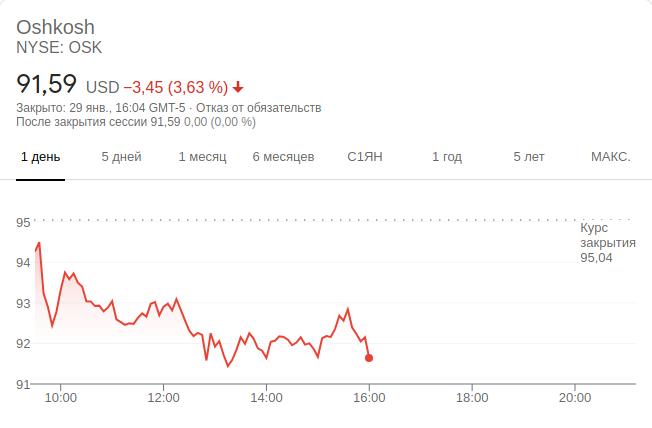 Oshkosh
NYSE: OSK
91,59 USD −3,45 (3,63 %)
Закрыто: 29 янв., 16:04 GMT-5 · Отказ от обязательств
После закрытия сессии 91,59 0,00 (0,00 %)
1 день 5 дней 1 месяц 6 месяцев С1ЯН 1 год 5 лет МАКС.
95
Курс
закрытия
95,04
94
93
92
91
10:00 12:00 14:00 16:00 18:00 20:00